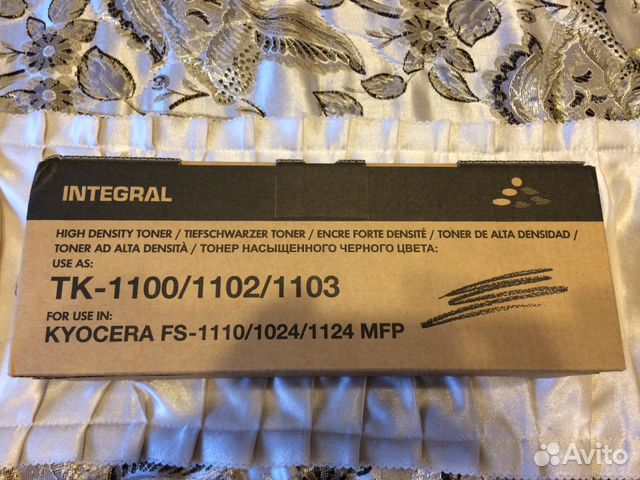 INTEGRAL
HIGH DENSITY TONER / TIEFSCHWARZER TONER / ENCRE FORTE DENSITÉ / TONER DE ALTA DENSIDAD /
TONER AD ALTA DENSITÀ / ТОНЕР НАСЫЩЕННОГО ЧЕРНОГО ЦВЕТА:
USE AS:
TK-1100/1102/1103
FOR USE IN:
KYOCERA FS-1110/1024/1124 MFP
Avito